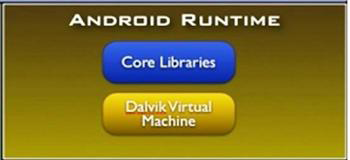 ANDROID RUNTIME
Core Libraries
Dalvik Virtual
Machine